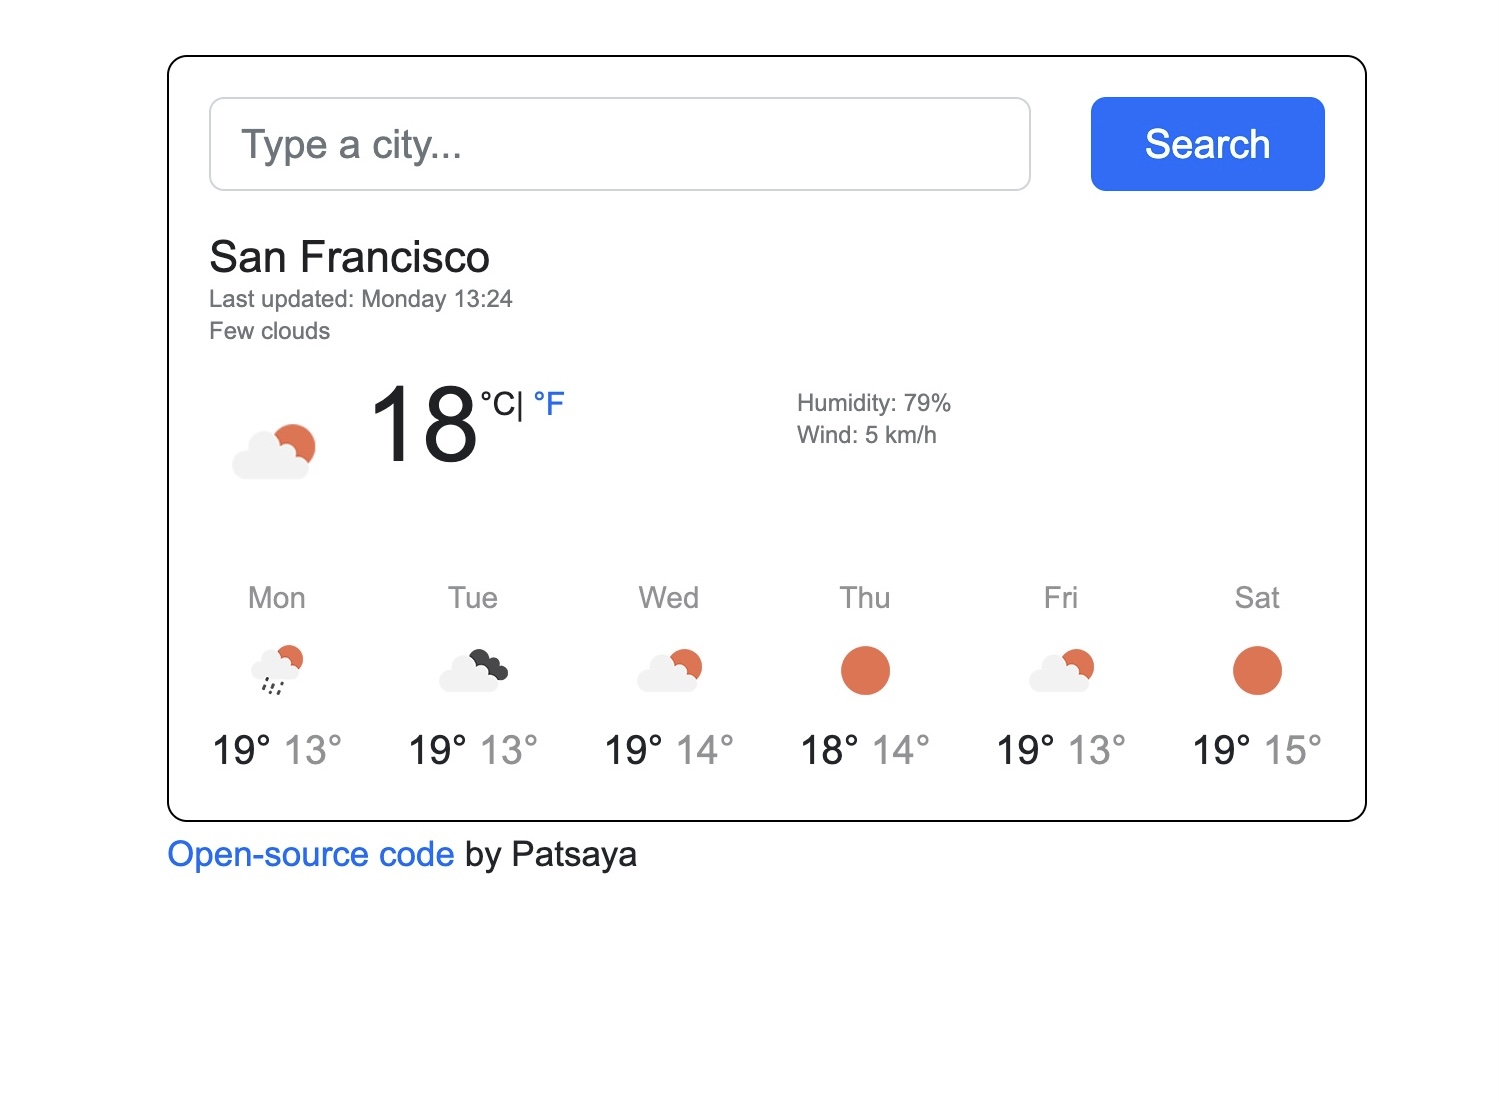 Type a city...
Search
San Francisco
Last updated: Monday 13:24
Few clouds
18 °C| °F
Humidity: 79%
Wind: 5 km/h
Mon Tue Wed Thu Fri Sat
19° 13° 19° 13° 19° 14° 18° 14° 19° 13° 19° 15°
Open-source code by Patsaya